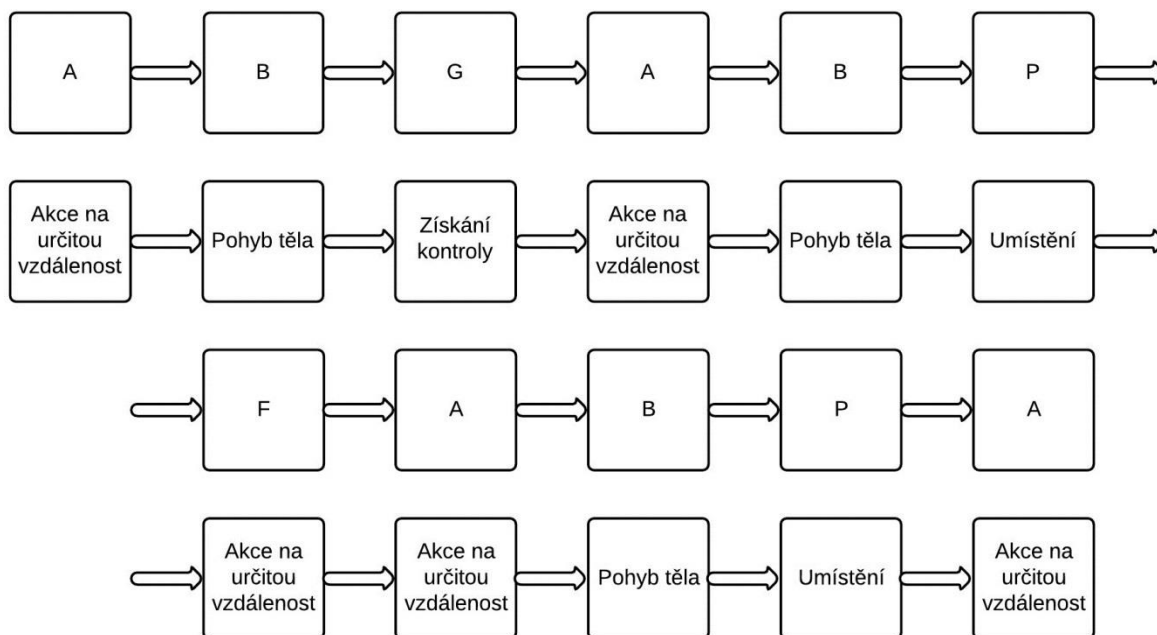 A B G A B P
Akce na určitou vzdálenost
Pohyb těla
Získání kontroly
Akce na určitou vzdálenost
Pohyb těla
Umístění
F A B P A
Akce na určitou vzdálenost
Akce na určitou vzdálenost
Pohyb těla
Umístění
Akce na určitou vzdálenost